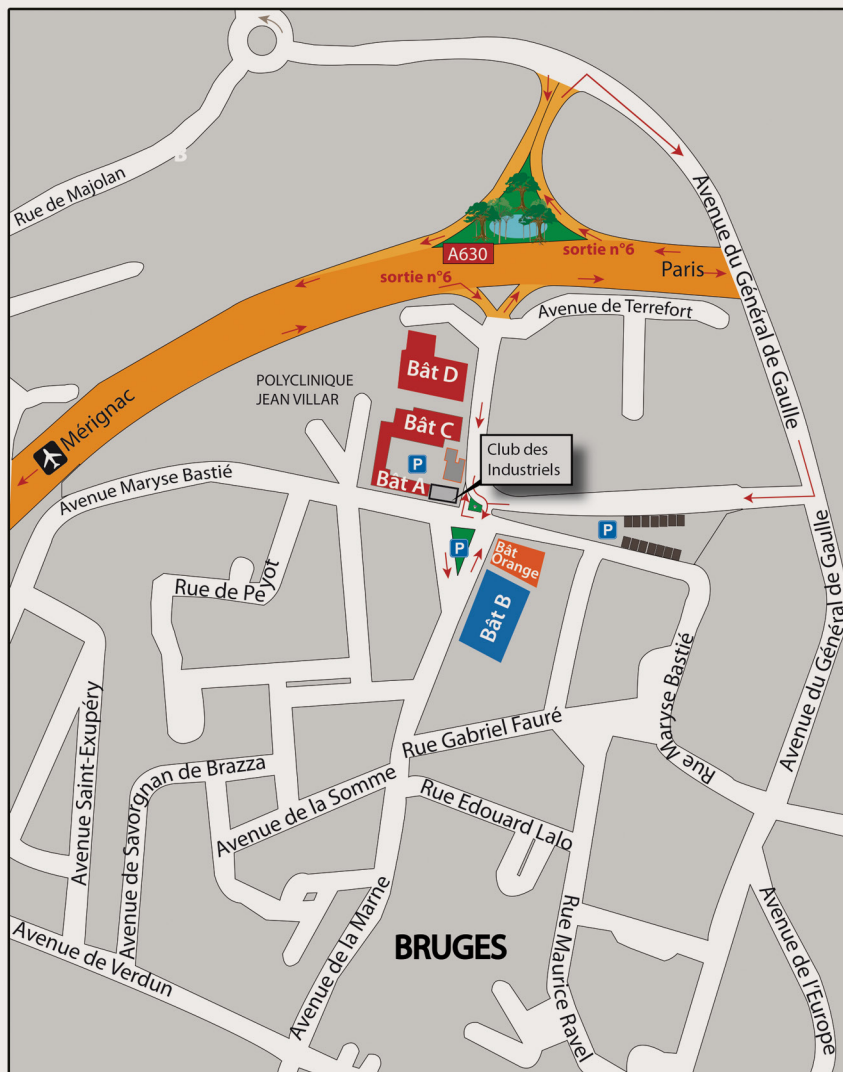 B
Rue de Majolan
Avenue du Général de Gaulle
sortie n°6
A630
Paris
sortie n°6
Avenue de Terrefort
Mérignac
POLYCLINIQUE
JEAN VILLAR
Bât D
Bât C
P
Bât A
Club des
Industriels
Avenue Maryse Bastié
P
P
Bât
Orange
Bât B
Rue de Peyot
Avenue du Général de Gaulle
Rue Maryse Bastié
Rue Gabriel Fauré
Avenue Saint-Exupéry
Avenue de Savorgnan de Brazza
Avenue de la Somme
Rue Edouard Lalo
Avenue de Verdun
Avenue de la Marne
BRUGES
Rue Maurice Ravel
Avenue de l'Europe